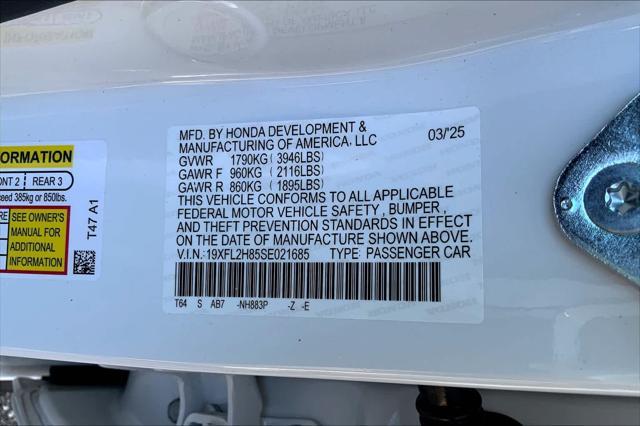 MFD. BY HONDA DEVELOPMENT &
MANUFACTURING OF AMERICA, LLC
03/'25
GVWR 1790KG (3946LBS)
GAWR F 960KG (2116LBS)
GAWR R 860KG (1895LBS)
THIS VEHICLE CONFORMS TO ALL APPLICABLE
FEDERAL MOTOR VEHICLE SAFETY , BUMPER ,
AND THEFT PREVENTION STANDARDS IN EFFECT
ON THE DATE OF MANUFACTURE SHOWN ABOVE.
V.I.N.: 19XFL2H85SE021685 TYPE: PASSENGER CAR
T64 S AB7 -NH883P -Z -E
FORMATION
ONT 2 REAR 3
ceed 385kg or 850lbs.
SEE OWNER'S
MANUAL FOR
ADDITIONAL
INFORMATION
T47 A1